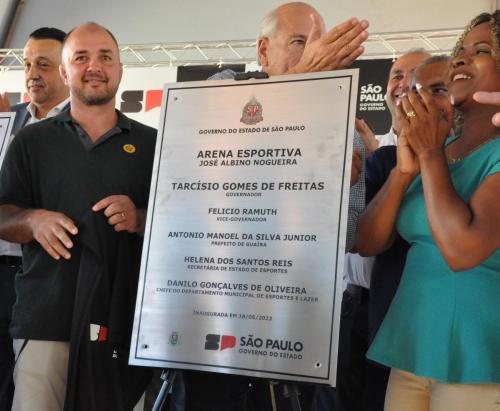 GOVERNO DO ESTADO DE SÃO PAULO
ARENA ESPORTIVA
JOSÉ ALBINO NOGUEIRA
TARCÍSIO GOMES DE FREITAS
GOVERNADOR
FELICIO RAMUTH
VICE-GOVERNADOR
ANTONIO MANOEL DA SILVA JUNIOR
PREFEITO DE GUAÍRA
HELENA DOS SANTOS REIS
SECRETÁRIA DE ESTADO DE ESPORTES
DANILO GONÇALVES DE OLIVEIRA
CHEFE DO DEPARTAMENTO MUNICIPAL DE ESPORTES E LAZER
INAUGURADA EM 18/05/2023
SP SÃO PAULO
GOVERNO DO ESTADO
SÃO PAULO
GOVERNO DO ESTADO